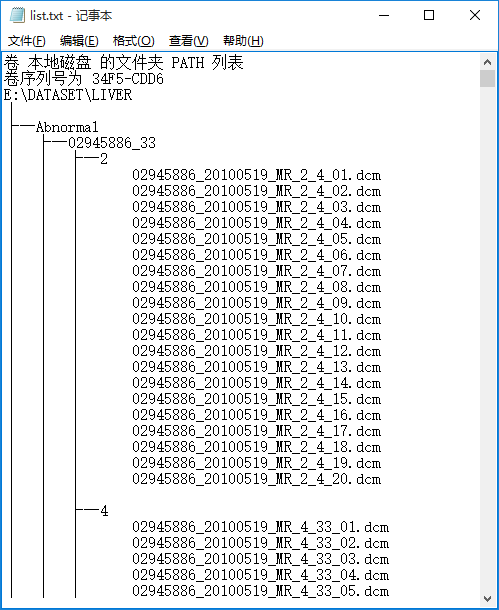 list.txt - 记事本
文件(F) 编辑(E) 格式(O) 查看(V) 帮助(H)
卷 本地磁盘 的文件夹 PATH 列表
卷序列号为 34F5-CDD6
E:\DATASET\LIVER
Abnormal
02945886_33
2
02945886_20100519_MR_2_4_01.dcm
02945886_20100519_MR_2_4_02.dcm
02945886_20100519_MR_2_4_03.dcm
02945886_20100519_MR_2_4_04.dcm
02945886_20100519_MR_2_4_05.dcm
02945886_20100519_MR_2_4_06.dcm
02945886_20100519_MR_2_4_07.dcm
02945886_20100519_MR_2_4_08.dcm
02945886_20100519_MR_2_4_09.dcm
02945886_20100519_MR_2_4_10.dcm
02945886_20100519_MR_2_4_11.dcm
02945886_20100519_MR_2_4_12.dcm
02945886_20100519_MR_2_4_13.dcm
02945886_20100519_MR_2_4_14.dcm
02945886_20100519_MR_2_4_15.dcm
02945886_20100519_MR_2_4_16.dcm
02945886_20100519_MR_2_4_17.dcm
02945886_20100519_MR_2_4_18.dcm
02945886_20100519_MR_2_4_19.dcm
02945886_20100519_MR_2_4_20.dcm
4
02945886_20100519_MR_4_33_01.dcm
02945886_20100519_MR_4_33_02.dcm
02945886_20100519_MR_4_33_03.dcm
02945886_20100519_MR_4_33_04.dcm
02945886_20100519_MR_4_33_05.dcm